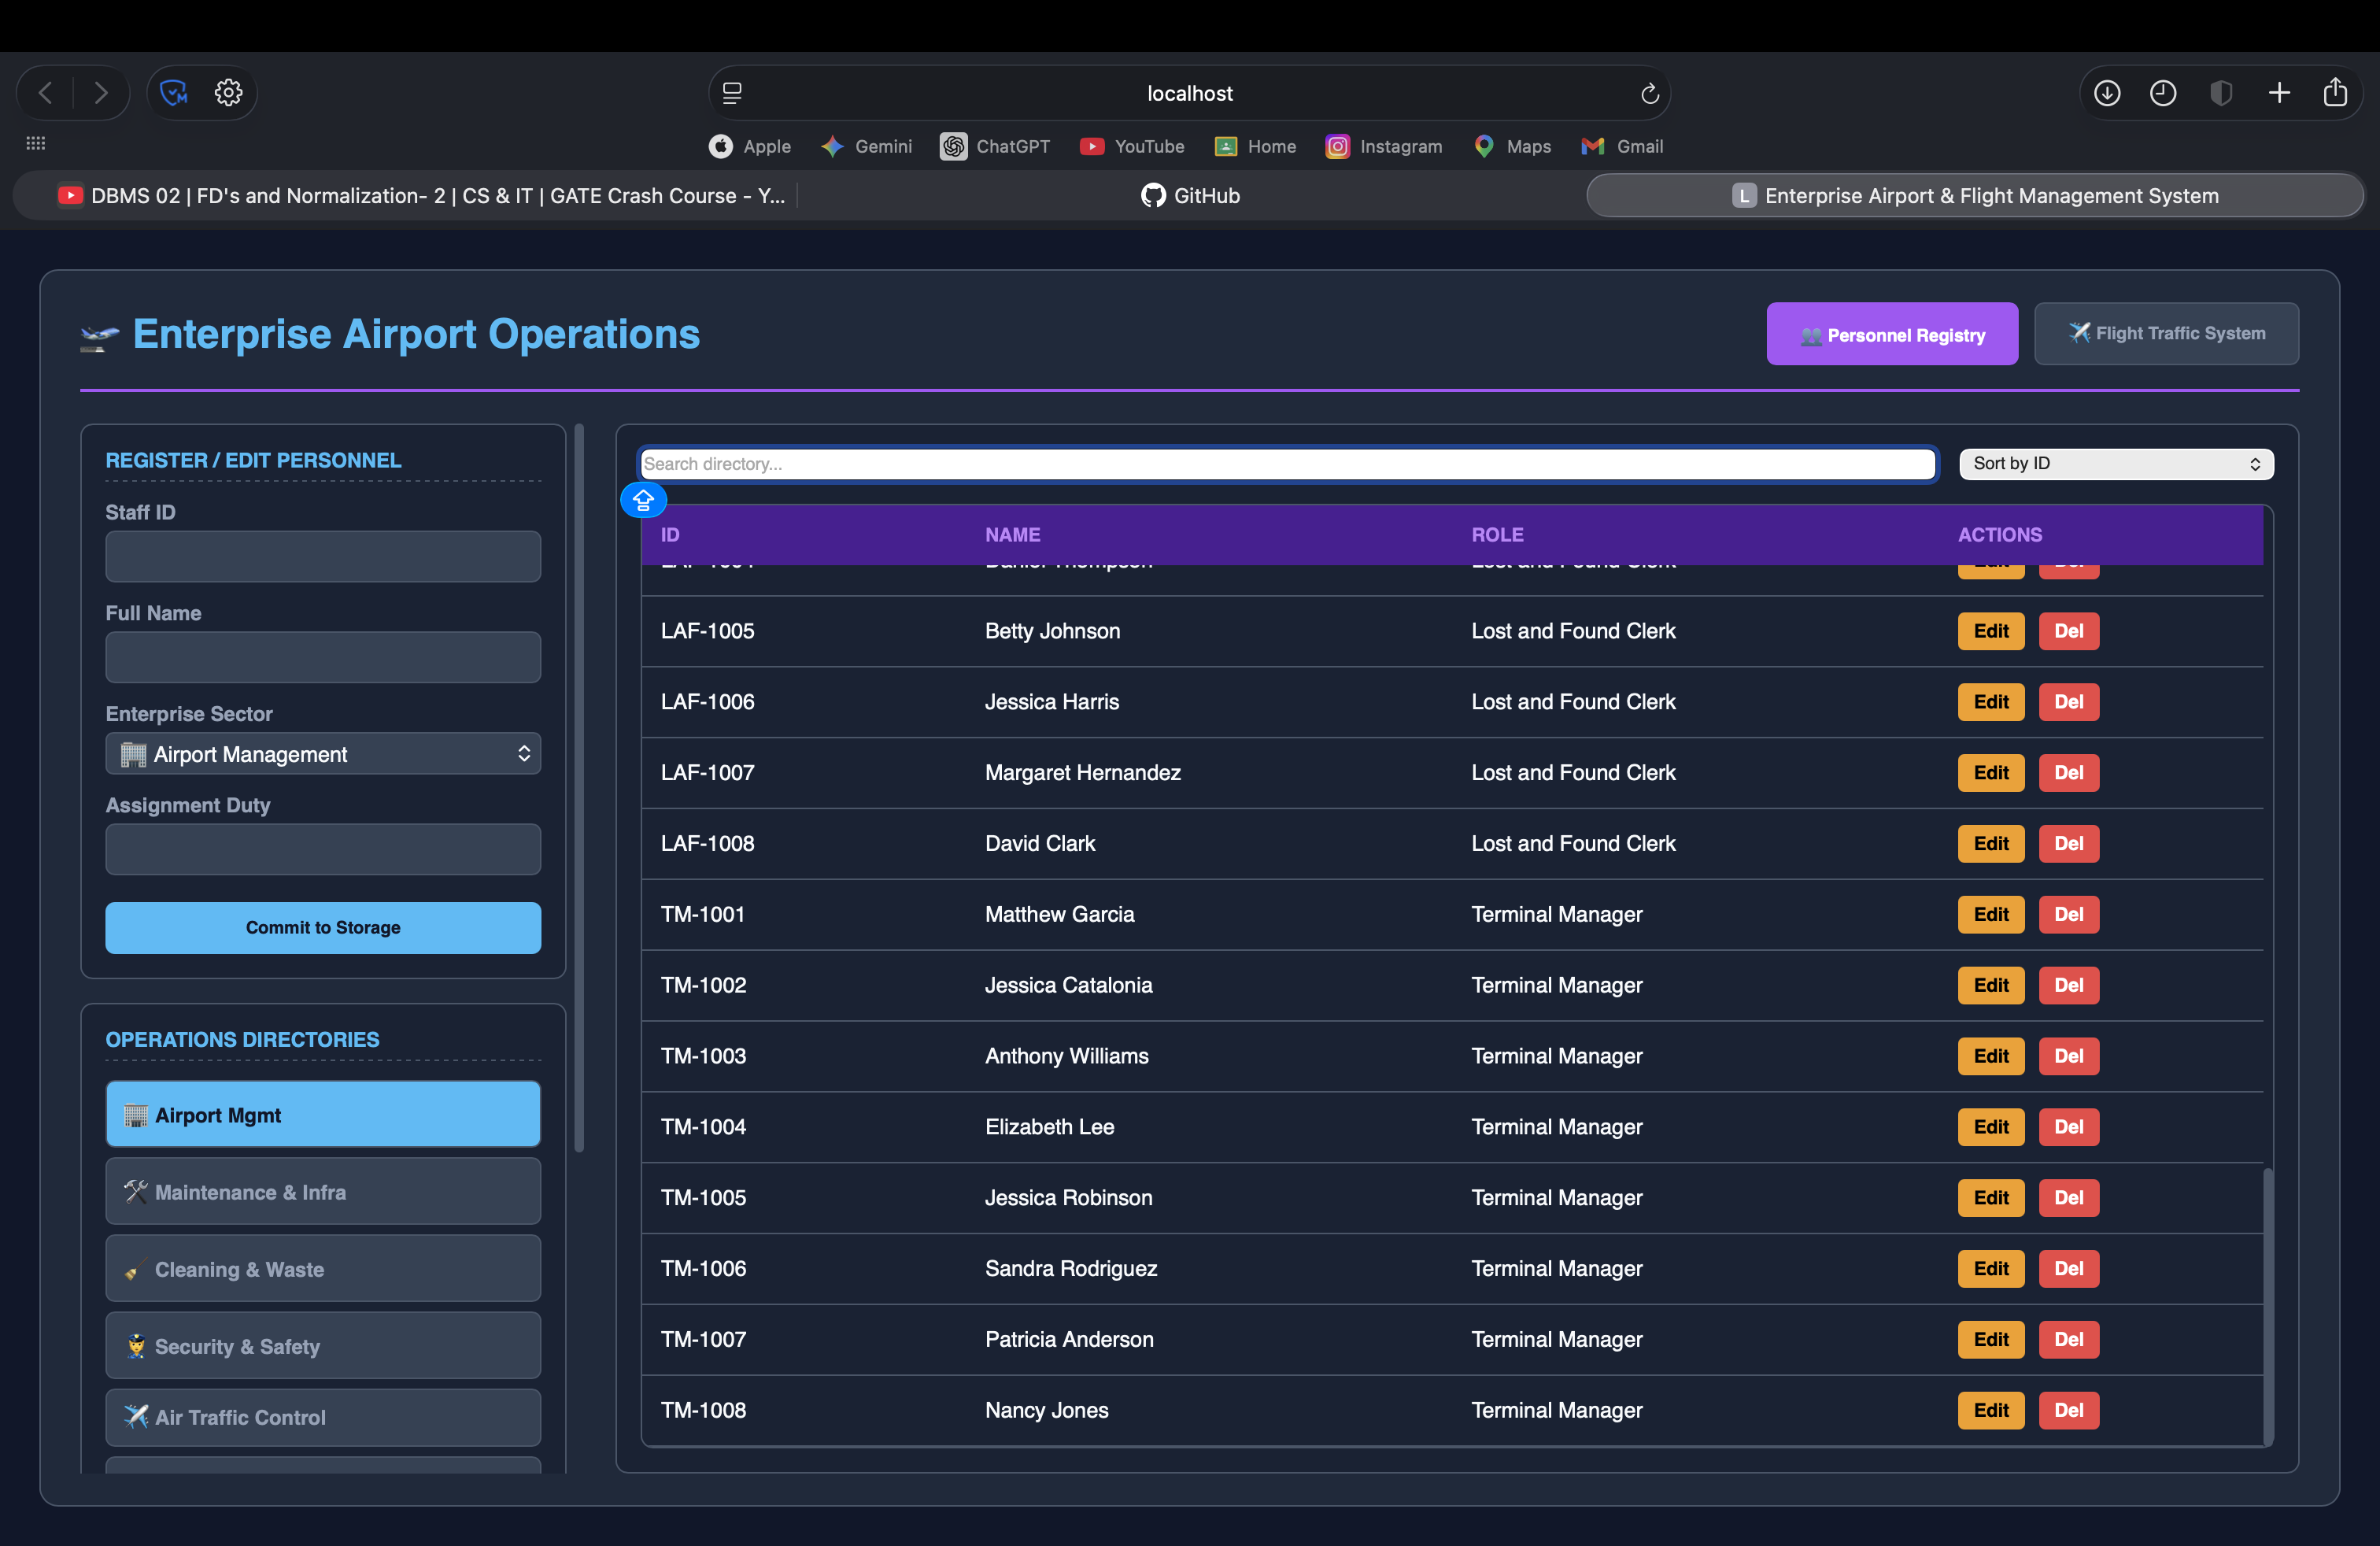 localhost
Apple Gemini ChatGPT YouTube Home Instagram Maps Gmail
DBMS 02 | FD's and Normalization- 2 | CS & IT | GATE Crash Course - Y... GitHub L Enterprise Airport & Flight Management System
Enterprise Airport Operations
Personnel Registry
Flight Traffic System
REGISTER / EDIT PERSONNEL
Staff ID
Full Name
Enterprise Sector
Airport Management
Assignment Duty
Commit to Storage
OPERATIONS DIRECTORIES
Airport Mgmt
Maintenance & Infra
Cleaning & Waste
Security & Safety
Air Traffic Control
Search directory...
Sort by ID
ID NAME ROLE ACTIONS
LAF-1005 Betty Johnson Lost and Found Clerk Edit Del
LAF-1006 Jessica Harris Lost and Found Clerk Edit Del
LAF-1007 Margaret Hernandez Lost and Found Clerk Edit Del
LAF-1008 David Clark Lost and Found Clerk Edit Del
TM-1001 Matthew Garcia Terminal Manager Edit Del
TM-1002 Jessica Catalonia Terminal Manager Edit Del
TM-1003 Anthony Williams Terminal Manager Edit Del
TM-1004 Elizabeth Lee Terminal Manager Edit Del
TM-1005 Jessica Robinson Terminal Manager Edit Del
TM-1006 Sandra Rodriguez Terminal Manager Edit Del
TM-1007 Patricia Anderson Terminal Manager Edit Del
TM-1008 Nancy Jones Terminal Manager Edit Del